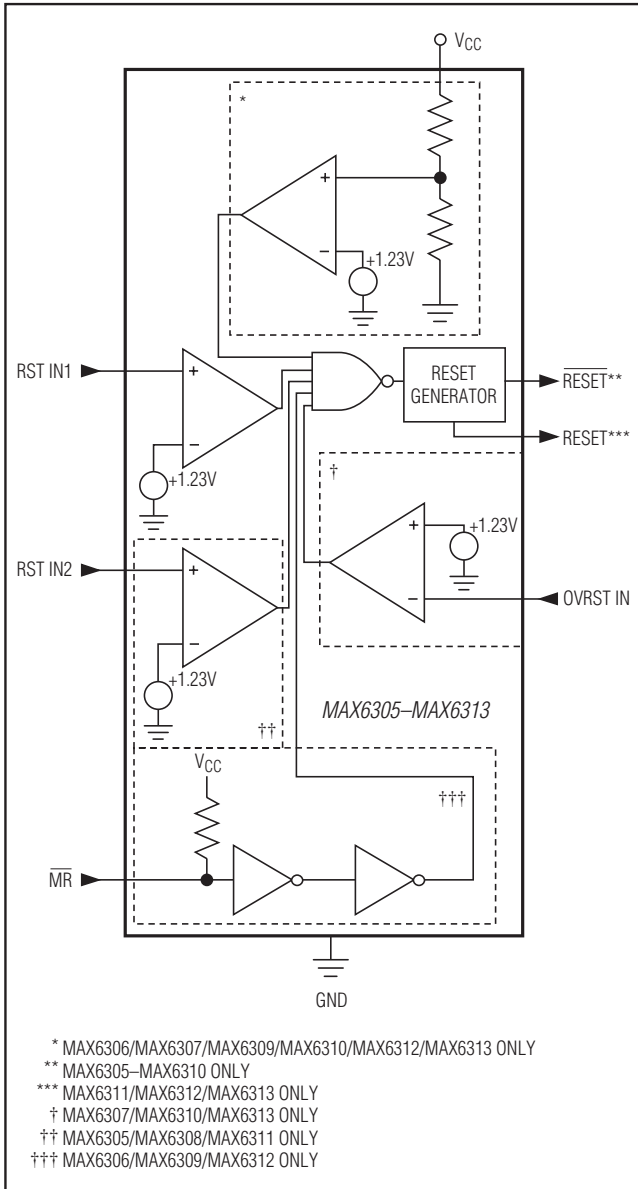 VCC
*
+
−
+1.23V
RST IN1
+
−
+1.23V
RESET
GENERATOR
RESET**
RESET***
†
+
+1.23V
−
OVRST IN
RST IN2
+
−
+1.23V
††
MAX6305–MAX6313
VCC
†††
MR
GND
* MAX6306/MAX6307/MAX6309/MAX6310/MAX6312/MAX6313 ONLY
** MAX6305–MAX6310 ONLY
*** MAX6311/MAX6312/MAX6313 ONLY
† MAX6307/MAX6310/MAX6313 ONLY
†† MAX6305/MAX6308/MAX6311 ONLY
††† MAX6306/MAX6309/MAX6312 ONLY